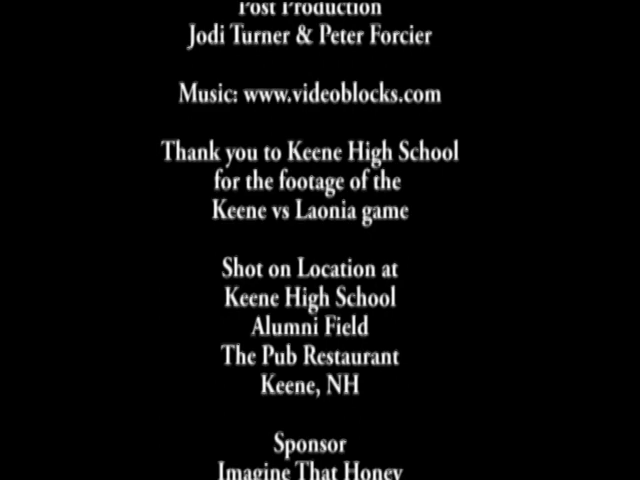 Post Production
Jodi Turner & Peter Forcier
Music: www.videoblocks.com
Thank you to Keene High School
for the footage of the
Keene vs Laonia game
Shot on Location at
Keene High School
Alumni Field
The Pub Restaurant
Keene, NH
Sponsor
Imagine That Honey